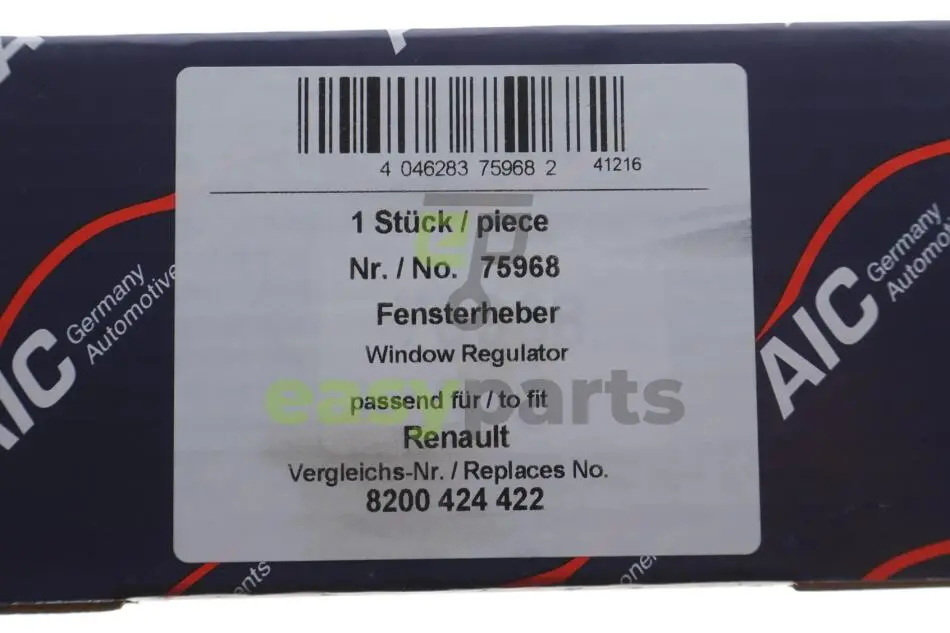 4 046283 75968 2 41216
1 Stück / piece
Nr. / No. 75968
Fensterheber
Window Regulator
easyparts
passend für / to fit
Renault
Vergleichs-Nr. / Replaces No.
8200 424 422
AIC Germany
Automotive
AIC Germany
Automo